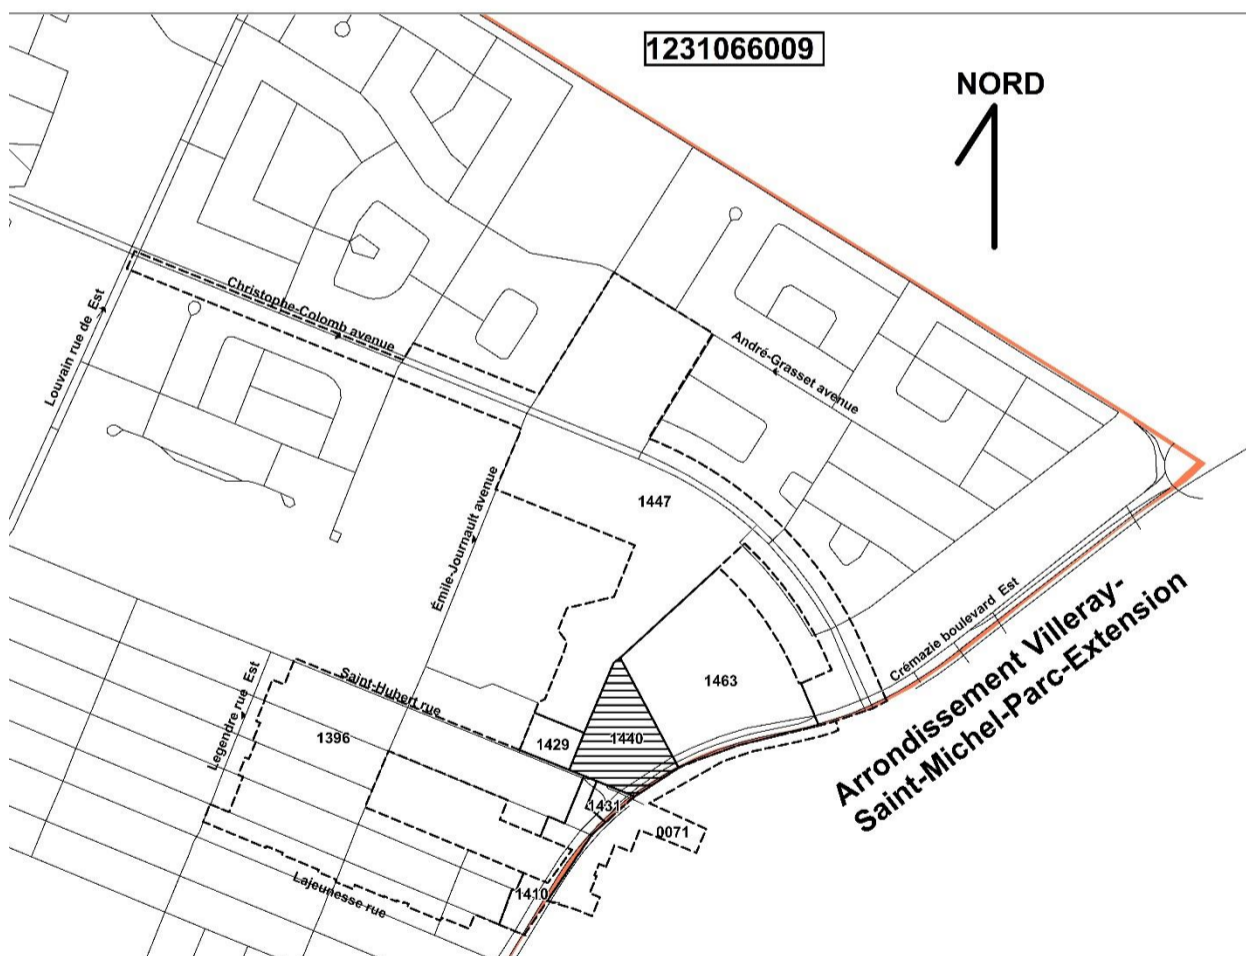 1231066009
NORD
Christophe-Colomb avenue
Louvain rue de Est
André-Grasset avenue
1447
Émile-Journault avenue
Crémazie boulevard Est
Arrondissement Villeray-
Saint-Michel-Parc-Extension
Saint-Hubert rue
Legendre rue Est
1463
1396
1429
1440
1431
0071
Lajeunesse rue
1410